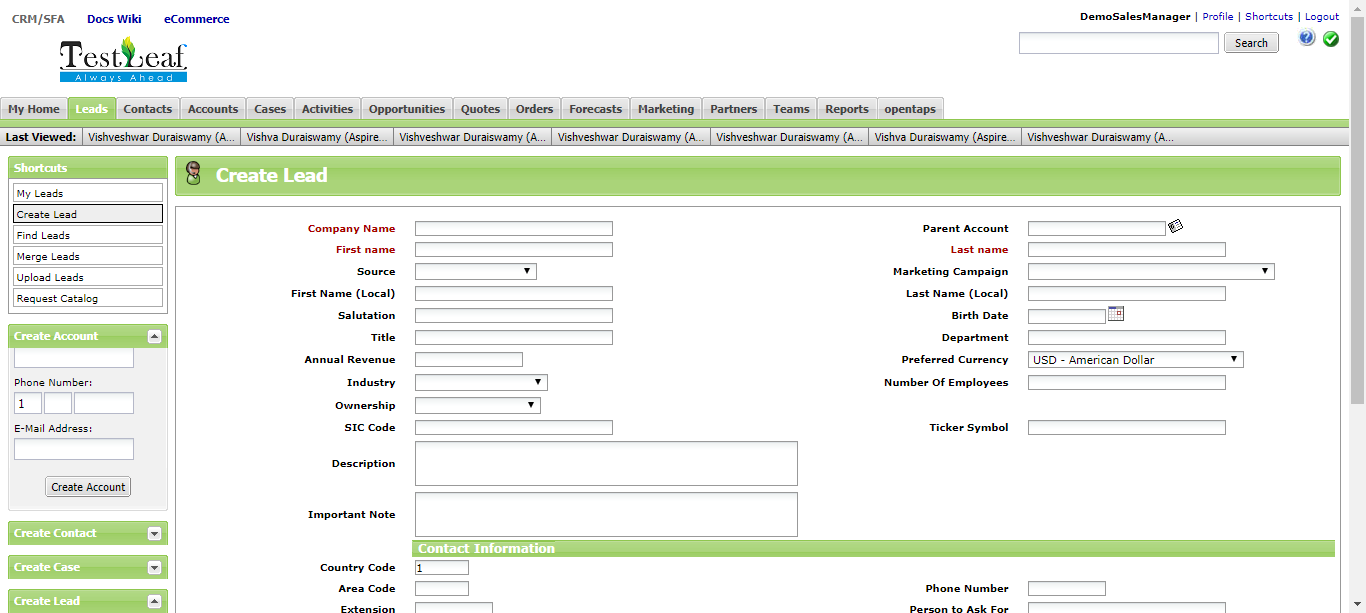 CRM/SFA Docs Wiki eCommerce
DemoSalesManager | Profile | Shortcuts | Logout
TestLeaf
Always Ahead
Search
My Home Leads Contacts Accounts Cases Activities Opportunities Quotes Orders Forecasts Marketing Partners Teams Reports opentaps
Last Viewed: Vishveshwar Duraiswamy (A... Vishva Duraiswamy (Aspire... Vishveshwar Duraiswamy (A... Vishveshwar Duraiswamy (A... Vishveshwar Duraiswamy (A... Vishva Duraiswamy (Aspire... Vishveshwar Duraiswamy (A...
Shortcuts
My Leads
Create Lead
Find Leads
Merge Leads
Upload Leads
Request Catalog
Create Account
Phone Number:
1
E-Mail Address:
Create Account
Create Contact
Create Case
Create Lead
Create Lead
Company Name Parent Account
First name Last name
Source Marketing Campaign
First Name (Local) Last Name (Local)
Salutation Birth Date
Title Department
Annual Revenue Preferred Currency USD - American Dollar
Industry Number Of Employees
Ownership
SIC Code Ticker Symbol
Description
Important Note
Contact Information
Country Code 1
Area Code Phone Number
Extension Person to Ask For